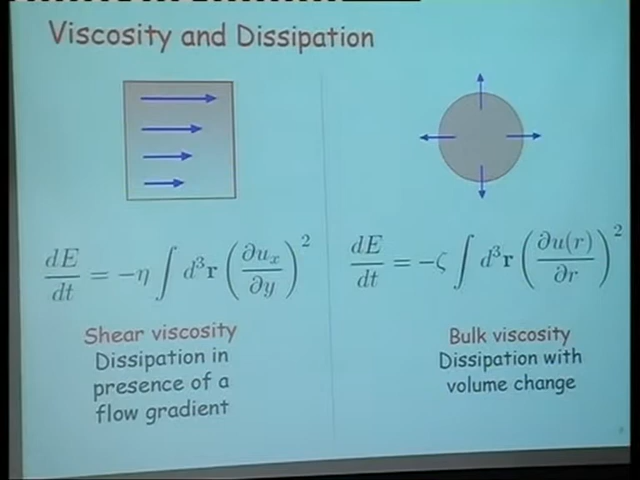 Viscosity and Dissipation
dE/dt = −η ∫ d³r (∂uₓ/∂y)²
dE/dt = −ζ ∫ d³r (∂u(r)/∂r)²
Shear viscosity
Dissipation in
presence of a
flow gradient
Bulk viscosity
Dissipation with
volume change